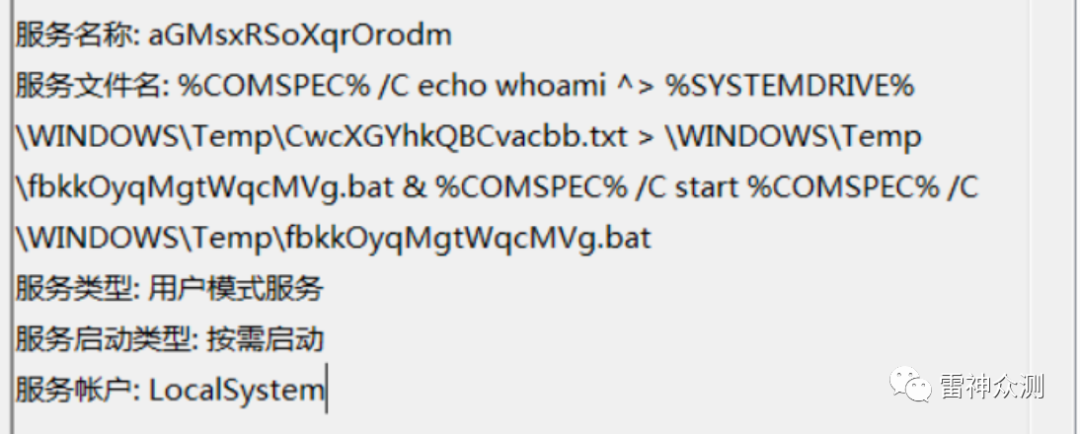 服务名称: aGMsxRSoXqrOrodm
服务文件名: %COMSPEC% /C echo whoami ^> %SYSTEMDRIVE%
\WINDOWS\Temp\CwcXGYhkQBCvacbb.txt > \WINDOWS\Temp
\fbkkOyqMgtWqcMVg.bat & %COMSPEC% /C start %COMSPEC% /C
\WINDOWS\Temp\fbkkOyqMgtWqcMVg.bat
服务类型: 用户模式服务
服务启动类型: 按需启动
服务帐户: LocalSystem
雷神众测